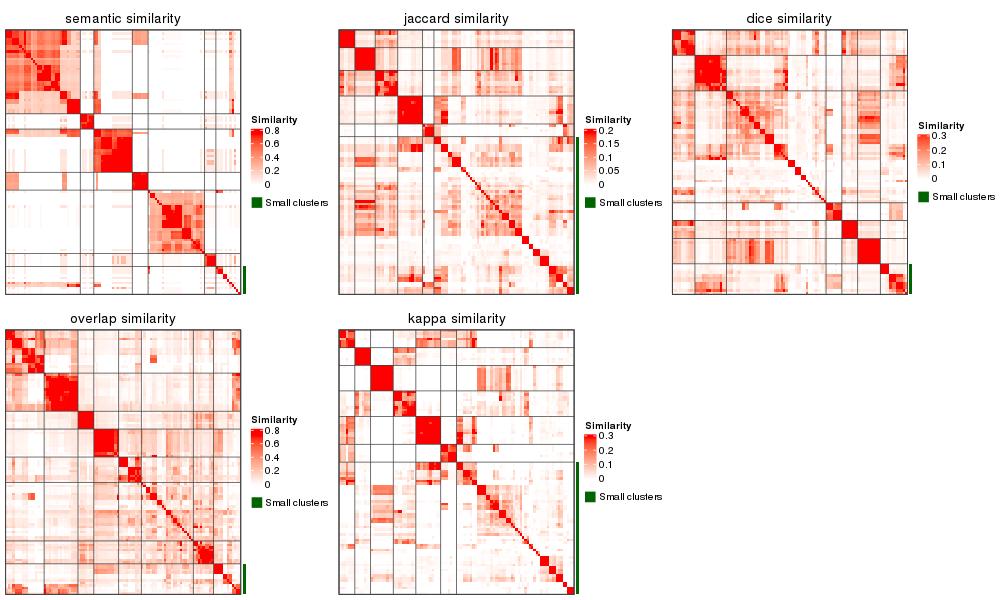 semantic similarity
Similarity
0.8
0.6
0.4
0.2
0
Small clusters
jaccard similarity
Similarity
0.2
0.15
0.1
0.05
0
Small clusters
dice similarity
Similarity
0.3
0.2
0.1
0
Small clusters
overlap similarity
Similarity
0.8
0.6
0.4
0.2
0
Small clusters
kappa similarity
Similarity
0.3
0.2
0.1
0
Small clusters